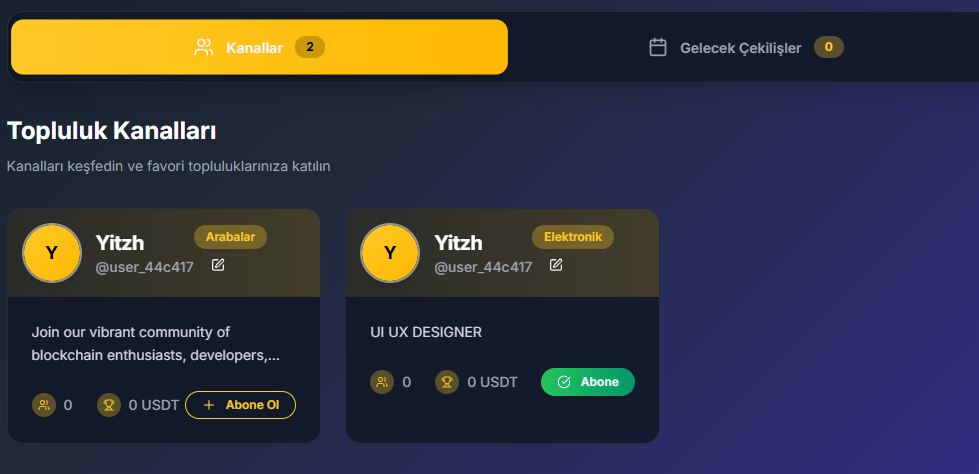 Kanallar 2
Gelecek Çekilişler 0
Topluluk Kanalları
Kanalları keşfedin ve favori topluluklarınıza katılın
Y
Yitzh
Arabalar
@user_44c417
Join our vibrant community of
blockchain enthusiasts, developers,...
0
0 USDT
Abone Ol
Y
Yitzh
Elektronik
@user_44c417
UI UX DESIGNER
0
0 USDT
Abone